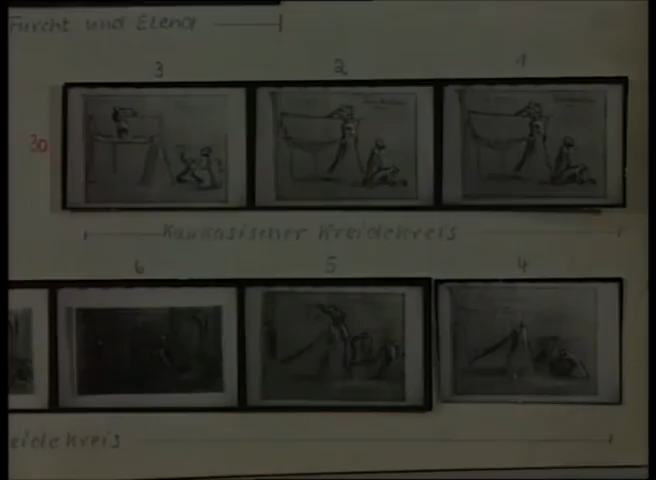 Furcht und Elend
3 2 1
30
Kaukasischer Kreidekreis
6 5 4
eidekreis